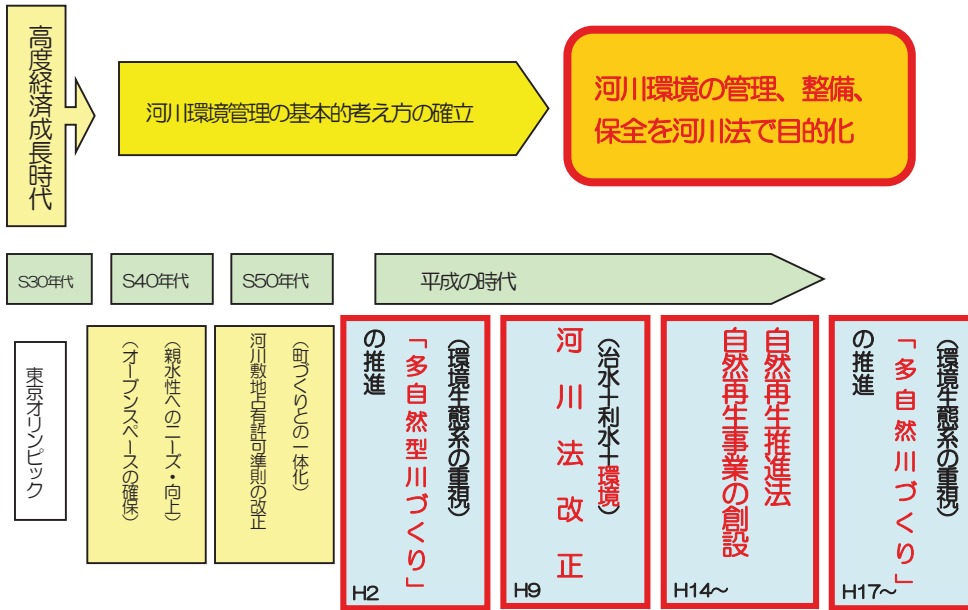 高度経済成長時代
河川環境管理の基本的考え方の確立
河川環境の管理、整備、
保全を河川法で目的化
S30年代
S40年代
S50年代
平成の時代
東京オリンピック
（親水性へのニーズ・向上）
（オープンスペースの確保）
（町づくりとの一体化）
河川敷地占有許可準則の改正
（環境生態系の重視）
「多自然型川づくり」
の推進
H2
（治水＋利水＋環境）
河川法改正
H9
自然再生推進法
自然再生事業の創設
H14～
（環境生態系の重視）
「多自然川づくり」
の推進
H17～